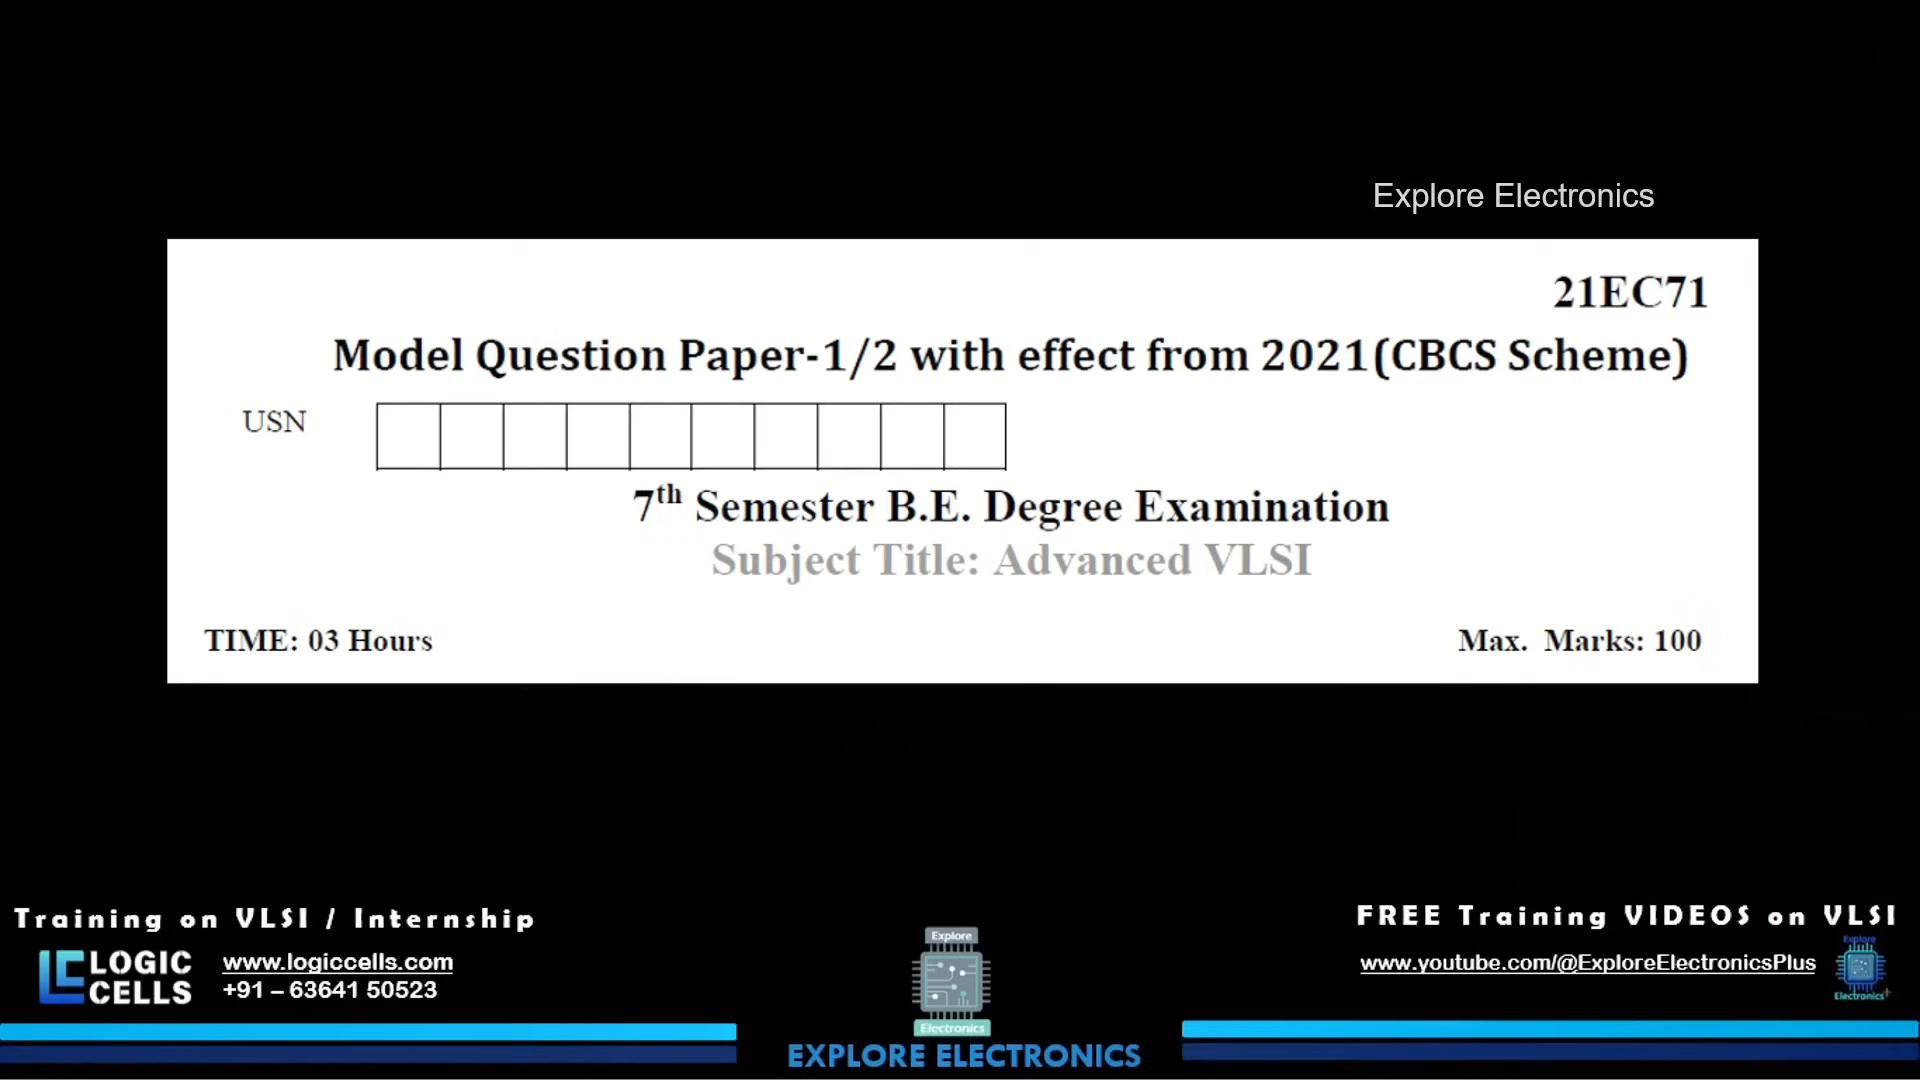 Explore Electronics
21EC71
Model Question Paper-1/2 with effect from 2021(CBCS Scheme)
USN
7th Semester B.E. Degree Examination
Subject Title: Advanced VLSI
TIME: 03 Hours
Max. Marks: 100
Training on VLSI / Internship
LOGIC
CELLS
www.logiccells.com
+91 – 63641 50523
Explore
Electronics
EXPLORE ELECTRONICS
FREE Training VIDEOS on VLSI
www.youtube.com/@ExploreElectronicsPlus
Explore
Electronics+